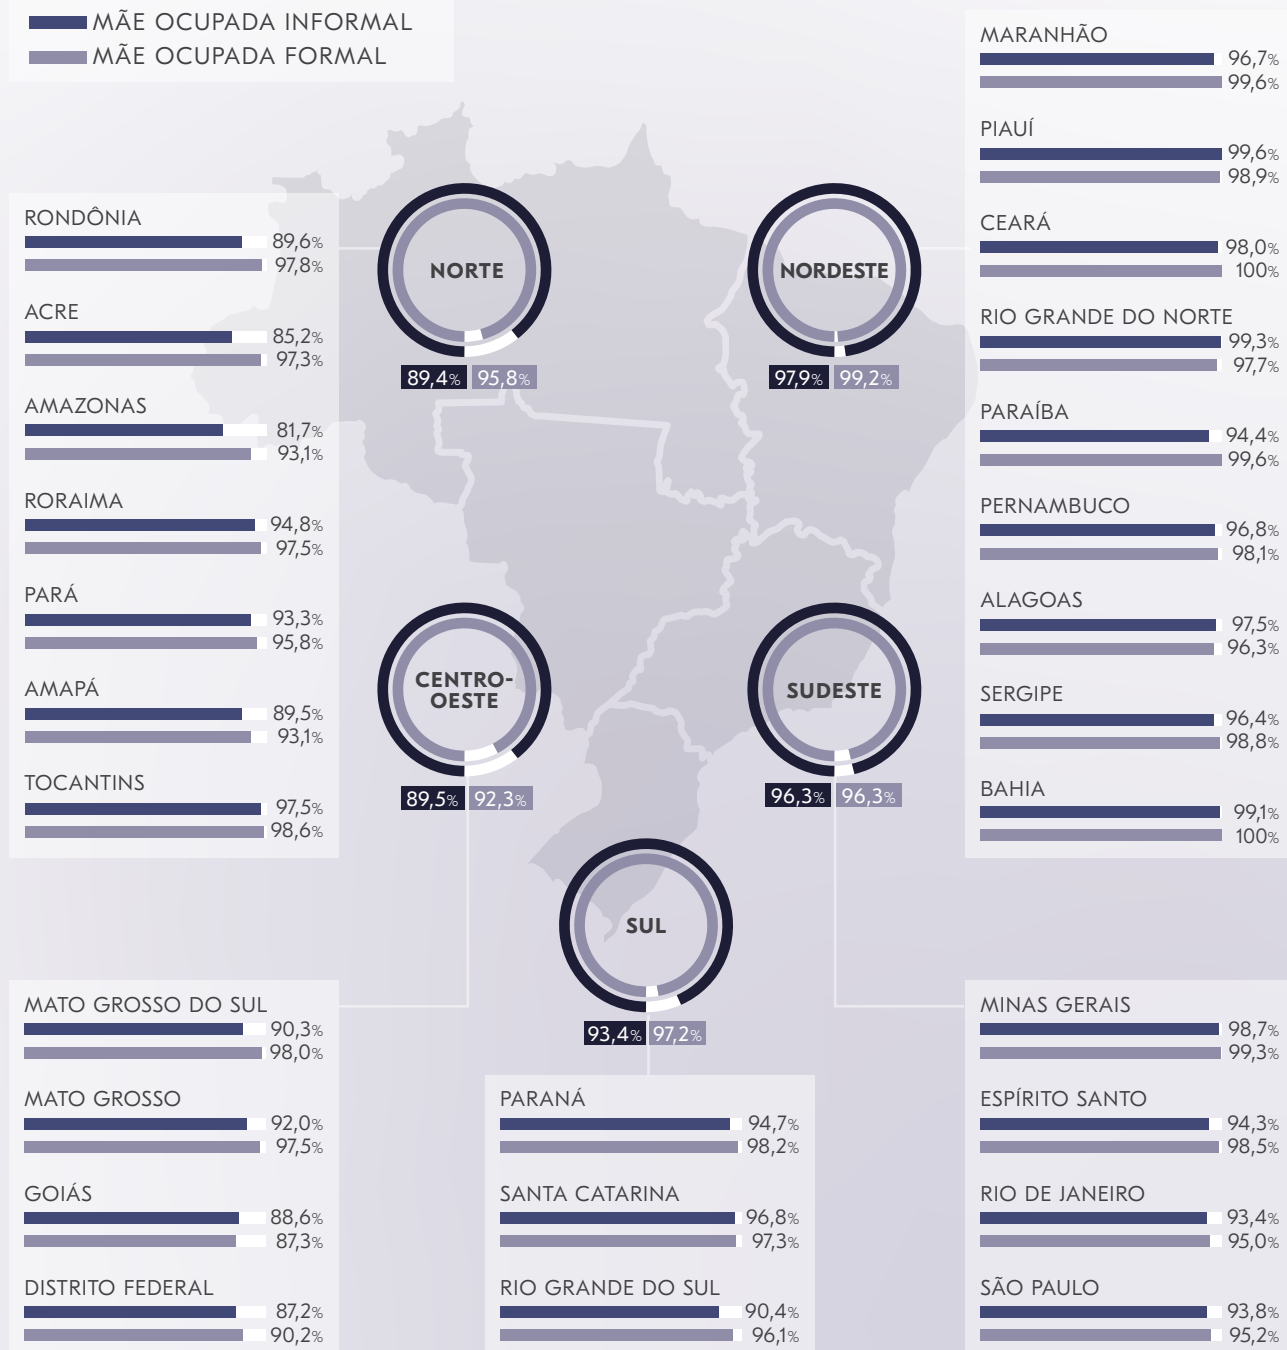 MÃE OCUPADA INFORMAL
MÃE OCUPADA FORMAL
RONDÔNIA
89,6%
97,8%
ACRE
85,2%
97,3%
AMAZONAS
81,7%
93,1%
RORAIMA
94,8%
97,5%
PARÁ
93,3%
95,8%
AMAPÁ
89,5%
93,1%
TOCANTINS
97,5%
98,6%
NORTE
89,4% 95,8%
NORDESTE
97,9% 99,2%
MARANHÃO
96,7%
99,6%
PIAUÍ
99,6%
98,9%
CEARÁ
98,0%
100%
RIO GRANDE DO NORTE
99,3%
97,7%
PARAÍBA
94,4%
99,6%
PERNAMBUCO
96,8%
98,1%
ALAGOAS
97,5%
96,3%
SERGIPE
96,4%
98,8%
BAHIA
99,1%
100%
CENTRO-
OESTE
89,5% 92,3%
SUDESTE
96,3% 96,3%
SUL
93,4% 97,2%
MATO GROSSO DO SUL
90,3%
98,0%
MATO GROSSO
92,0%
97,5%
GOIÁS
88,6%
87,3%
DISTRITO FEDERAL
87,2%
90,2%
PARANÁ
94,7%
98,2%
SANTA CATARINA
96,8%
97,3%
RIO GRANDE DO SUL
90,4%
96,1%
MINAS GERAIS
98,7%
99,3%
ESPÍRITO SANTO
94,3%
98,5%
RIO DE JANEIRO
93,4%
95,0%
SÃO PAULO
93,8%
95,2%